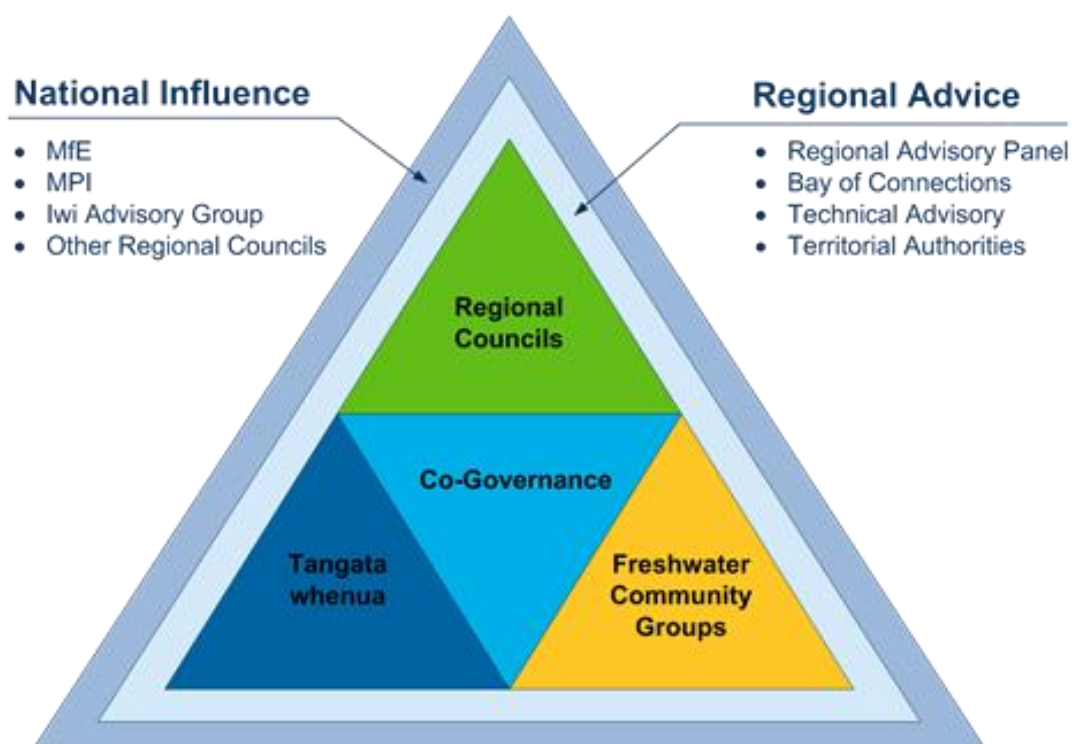 National Influence
• MfE
• MPI
• Iwi Advisory Group
• Other Regional Councils
Regional Advice
• Regional Advisory Panel
• Bay of Connections
• Technical Advisory
• Territorial Authorities
Regional
Councils
Co-Governance
Tangata
whenua
Freshwater
Community
Groups